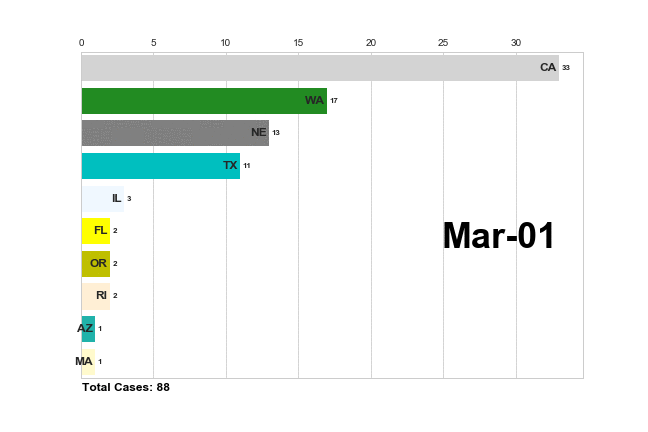 0 5 10 15 20 25 30
CA 33
WA 17
NE 13
TX 11
IL 3
FL 2
Mar-01
OR 2
RI 2
AZ 1
MA 1
Total Cases: 88